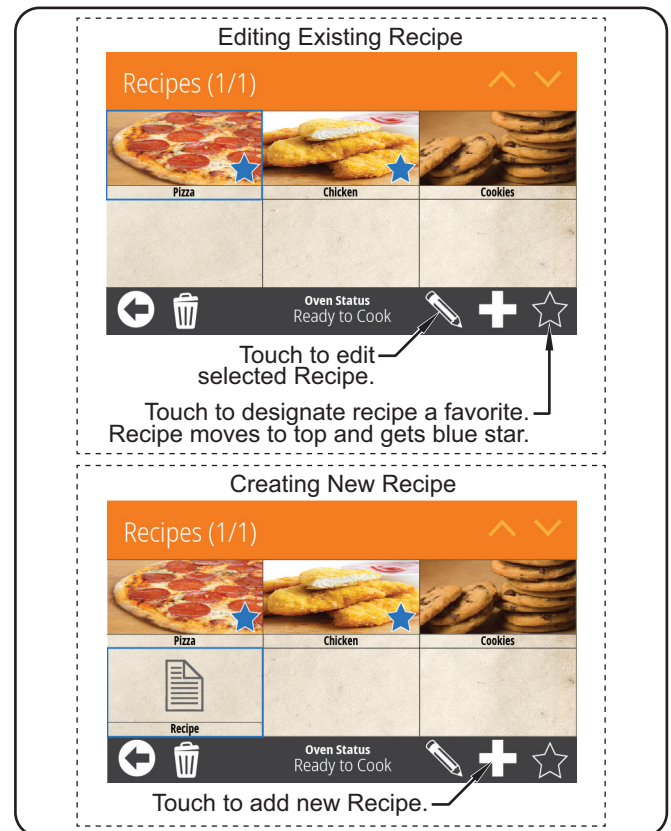 Editing Existing Recipe
Recipes (1/1)
Pizza
Chicken
Cookies
Oven Status
Ready to Cook
Touch to edit
selected Recipe.
Touch to designate recipe a favorite.
Recipe moves to top and gets blue star.
Creating New Recipe
Recipes (1/1)
Pizza
Chicken
Cookies
Recipe
Oven Status
Ready to Cook
Touch to add new Recipe.